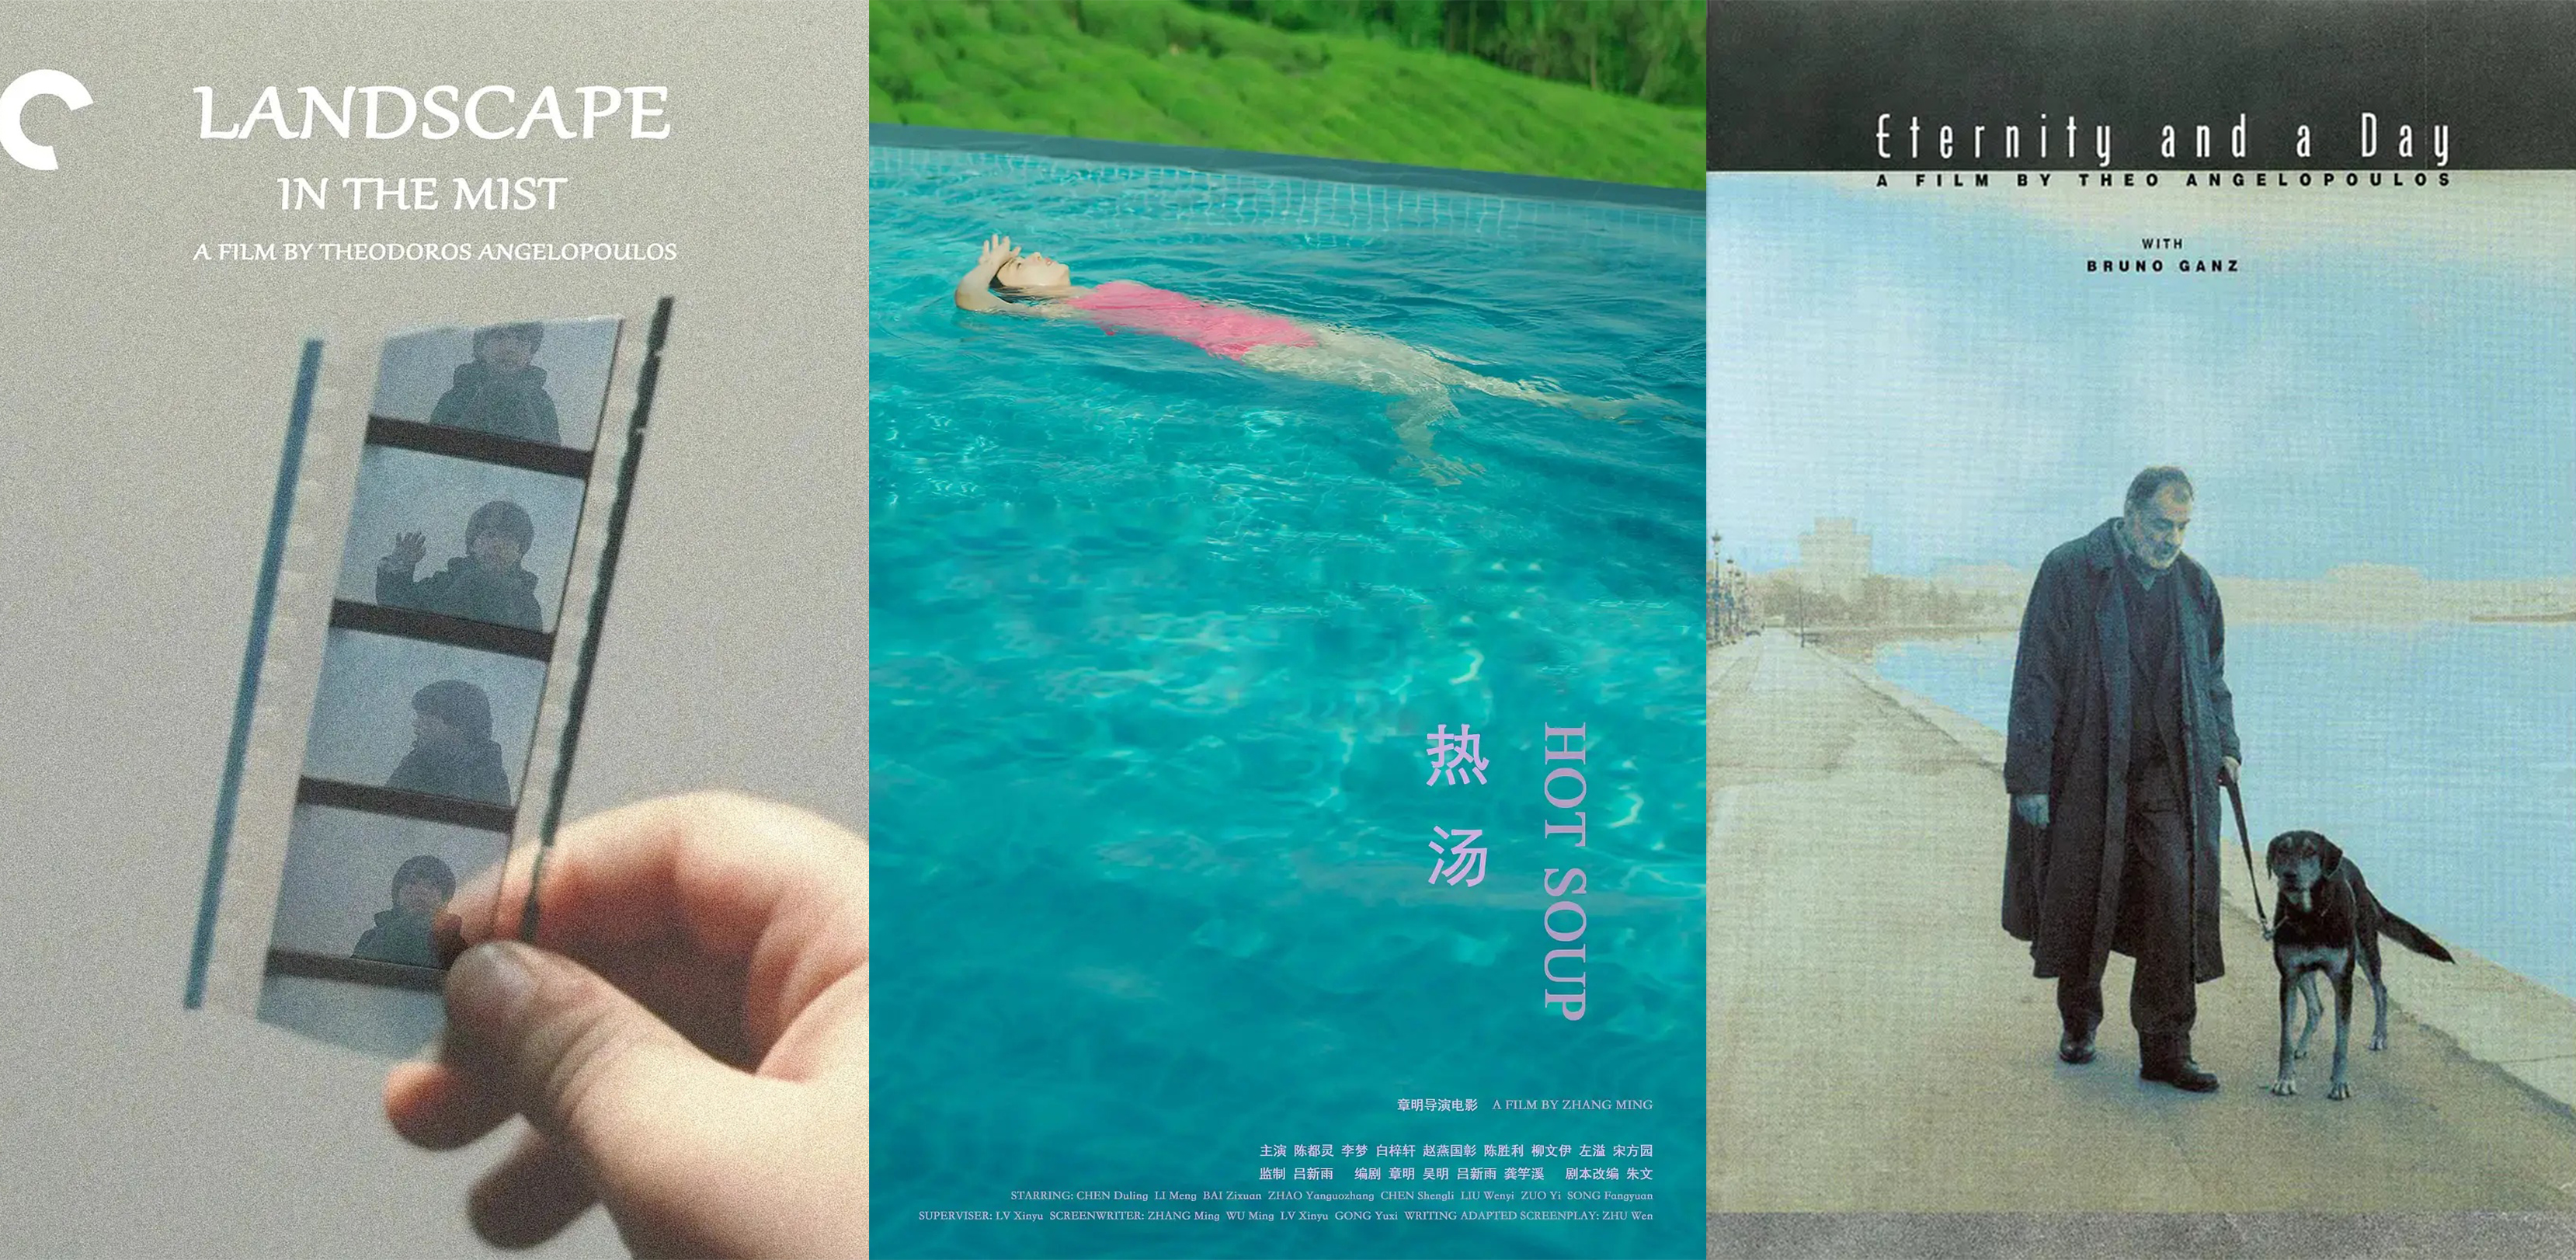 LANDSCAPE
IN THE MIST
A FILM BY THEODOROS ANGELOPOULOS
热汤
HOT SOUP
章明导演电影 A FILM BY ZHANG MING
主演 陈都灵 李梦 白梓轩 赵燕国彰 陈胜利 柳文伊 左溢 宋方园
监制 吕新雨 编剧 章明 吴明 吕新雨 龚竽溪 剧本改编 朱文
STARRING: CHEN Duling LI Meng BAI Zixuan ZHAO Yanguozhang CHEN Shengli LIU Wenyi ZUO Yi SONG Fangyuan
SUPERVISER: LV Xinyu SCREENWRITER: ZHANG Ming WU Ming LV Xinyu GONG Yuxi WRITING ADAPTED SCREENPLAY: ZHU Wen
Eternity and a Day
A FILM BY THEO ANGELOPOULOS
WITH
BRUNO GANZ